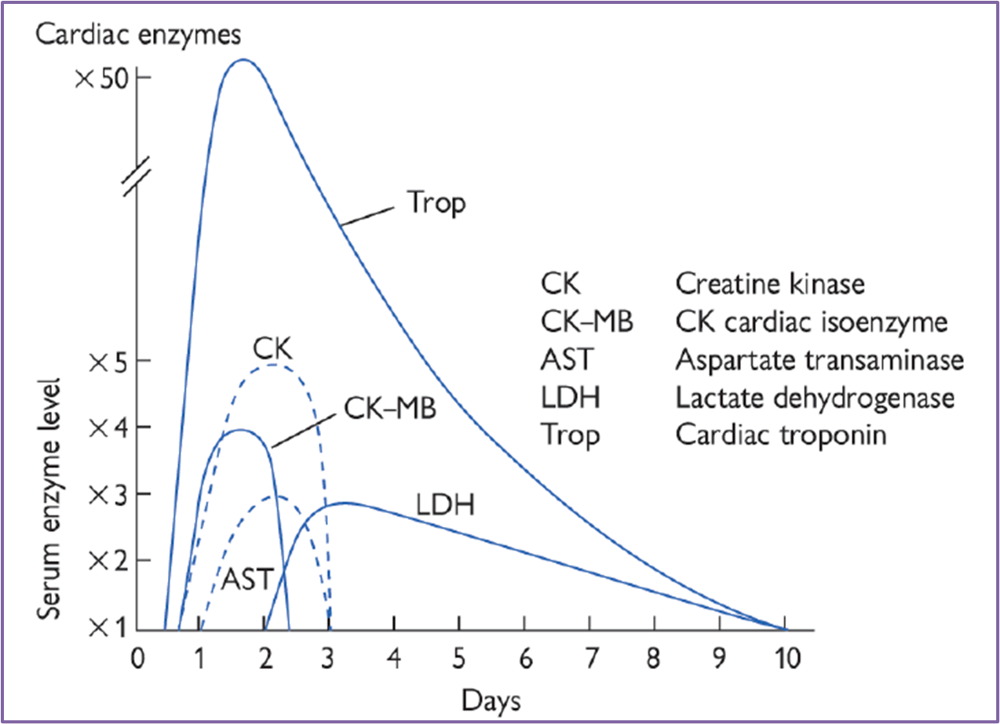 Cardiac enzymes
×50
Trop
CK Creatine kinase
CK–MB CK cardiac isoenzyme
AST Aspartate transaminase
LDH Lactate dehydrogenase
Trop Cardiac troponin
CK
×5
CK–MB
×4
×3
LDH
×2
AST
×1
Serum enzyme level
0 1 2 3 4 5 6 7 8 9 10
Days